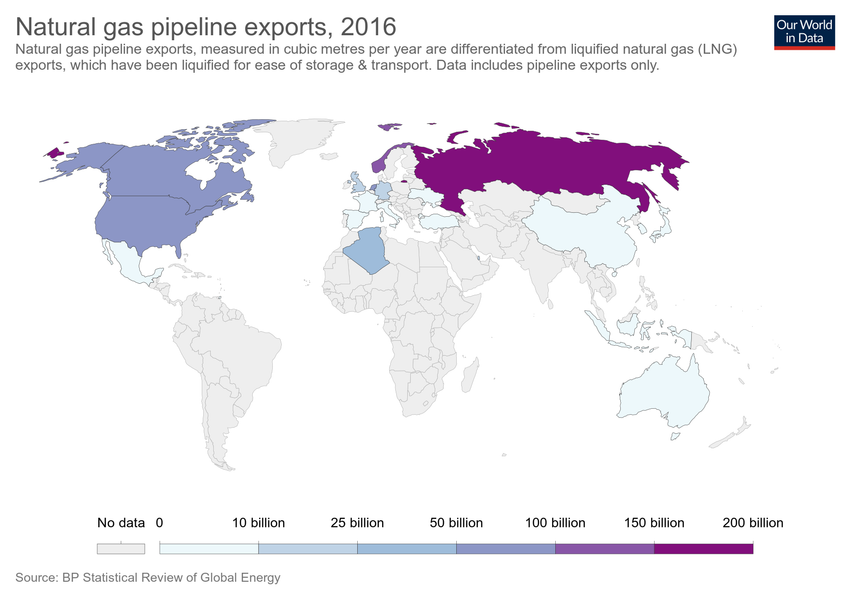 Natural gas pipeline exports, 2016
Our World
in Data
Natural gas pipeline exports, measured in cubic metres per year are differentiated from liquified natural gas (LNG)
exports, which have been liquified for ease of storage & transport. Data includes pipeline exports only.
No data 0 10 billion 25 billion 50 billion 100 billion 150 billion 200 billion
Source: BP Statistical Review of Global Energy